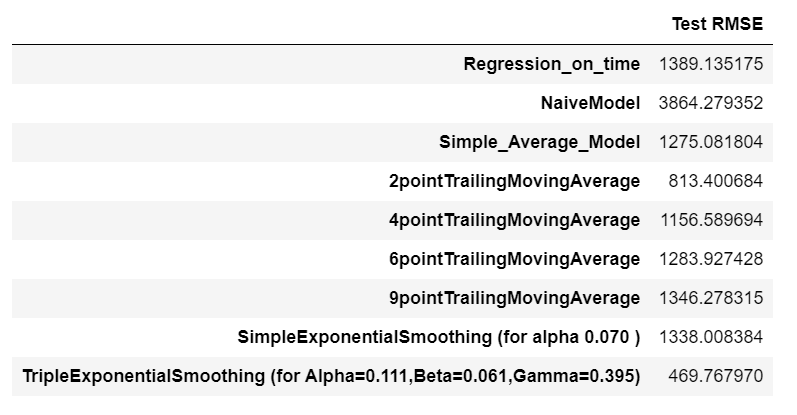 Test RMSE
Regression_on_time 1389.135175
NaiveModel 3864.279352
Simple_Average_Model 1275.081804
2pointTrailingMovingAverage 813.400684
4pointTrailingMovingAverage 1156.589694
6pointTrailingMovingAverage 1283.927428
9pointTrailingMovingAverage 1346.278315
SimpleExponentialSmoothing (for alpha 0.070 ) 1338.008384
TripleExponentialSmoothing (for Alpha=0.111,Beta=0.061,Gamma=0.395) 469.767970